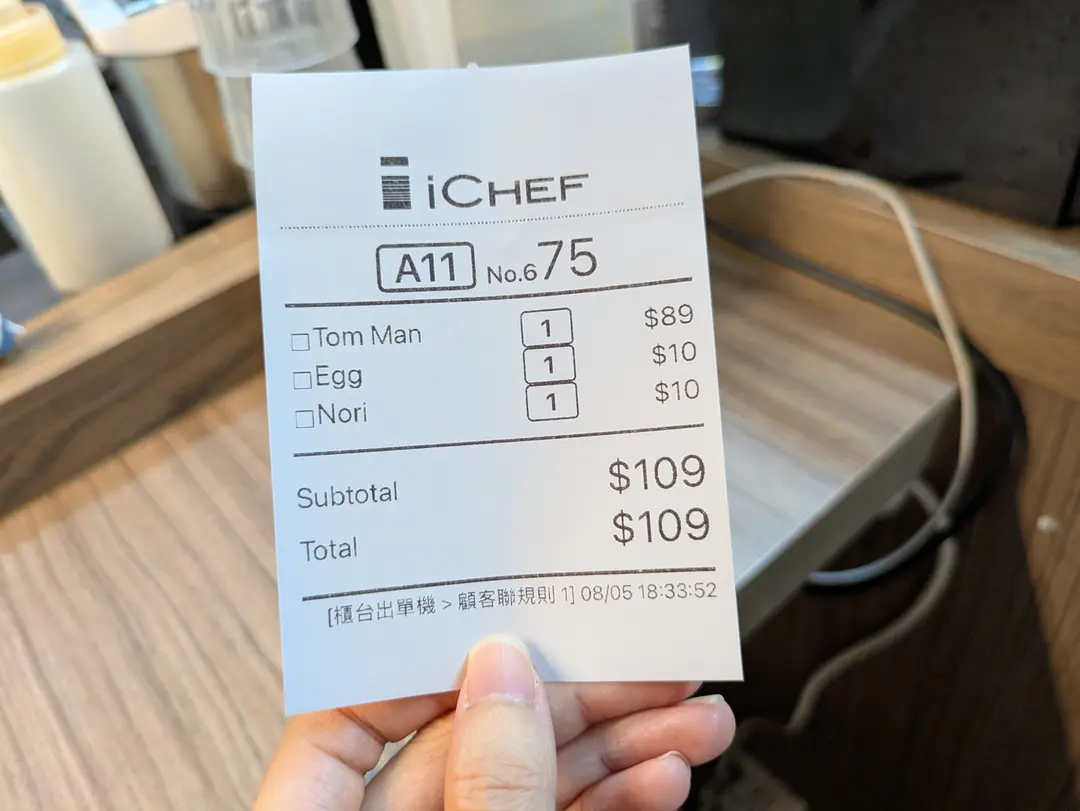 iCHEF
A11 No.675
□Tom Man 1 $89
□Egg 1 $10
□Nori 1 $10
Subtotal $109
Total $109
[櫃台出單機 > 顧客聯規則 1] 08/05 18:33:52